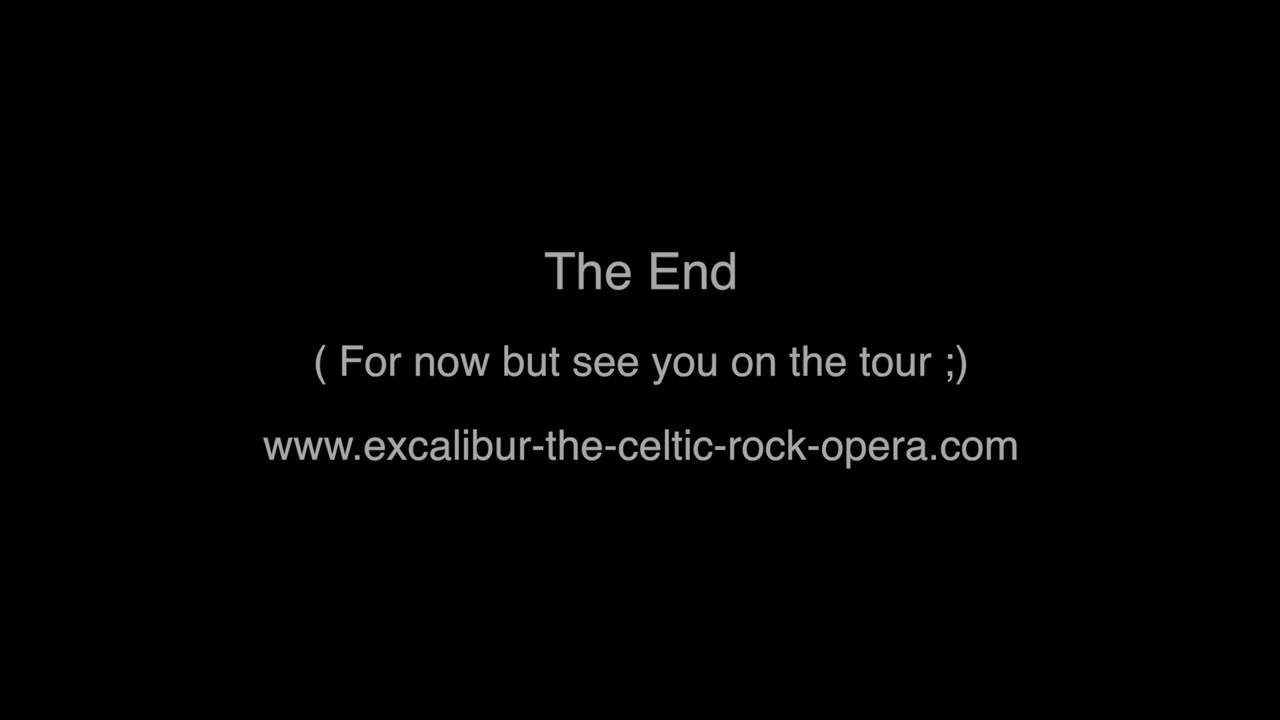 The End
( For now but see you on the tour ;)
www.excalibur-the-celtic-rock-opera.com